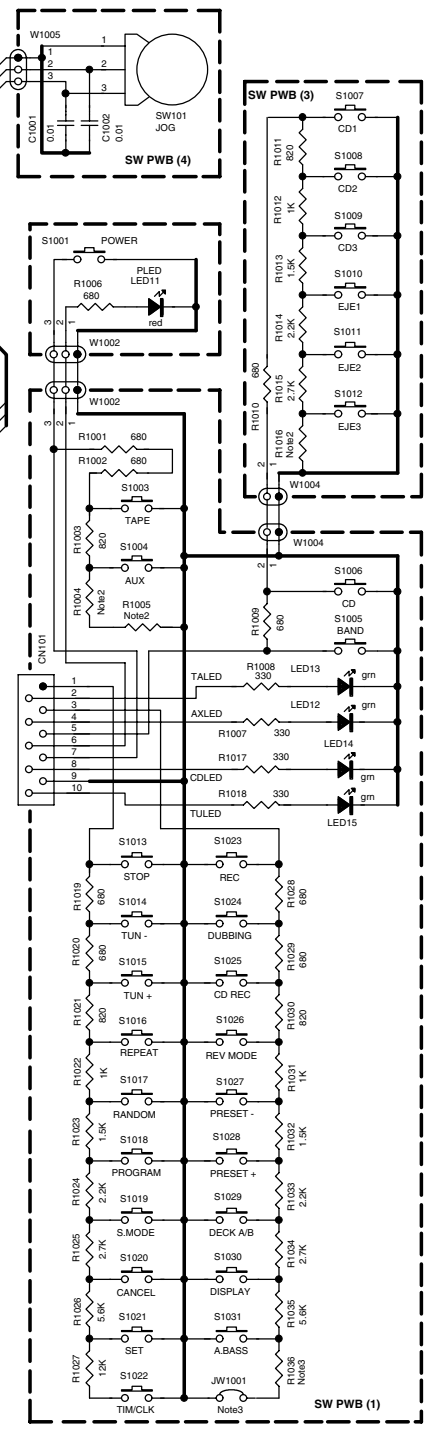 W1005
1
2
3
1
2
3
C1001
0.01
C1002
0.01
SW101
JOG
SW PWB (4)
SW PWB (3)
S1007
CD1
R1011
820
S1008
CD2
R1012
1K
S1009
CD3
R1013
1.5K
S1010
EJE1
R1014
2.2K
S1011
EJE2
R1015
2.7K
S1012
EJE3
R1016
Note2
R1010
680
2
1
W1004
S1001
POWER
PLED
LED11
R1006
680
red
3
2
1
W1002
W1002
3
2
1
R1001
680
R1002
680
S1003
TAPE
R1003
820
S1004
AUX
R1004
Note2
R1005
Note2
W1004
2
1
S1006
CD
R1009
680
S1005
BAND
CN101
1
2
3
4
5
6
7
8
9
10
TALED
R1008
330
LED13
grn
AXLED
R1007
330
LED12
grn
CDLED
R1017
330
LED14
grn
TULED
R1018
330
LED15
grn
S1013
STOP
S1023
REC
R1019
680
R1028
680
S1014
TUN -
S1024
DUBBING
R1020
680
R1029
680
S1015
TUN +
S1025
CD REC
R1021
820
R1030
820
S1016
REPEAT
S1026
REV MODE
R1022
1K
R1031
1K
S1017
RANDOM
S1027
PRESET -
R1023
1.5K
R1032
1.5K
S1018
PROGRAM
S1028
PRESET +
R1024
2.2K
R1033
2.2K
S1019
S.MODE
S1029
DECK A/B
R1025
2.7K
R1034
2.7K
S1020
CANCEL
S1030
DISPLAY
R1026
5.6K
R1035
5.6K
S1021
SET
S1031
A.BASS
R1027
12K
R1036
Note3
S1022
TIM/CLK
JW1001
Note3
SW PWB (1)